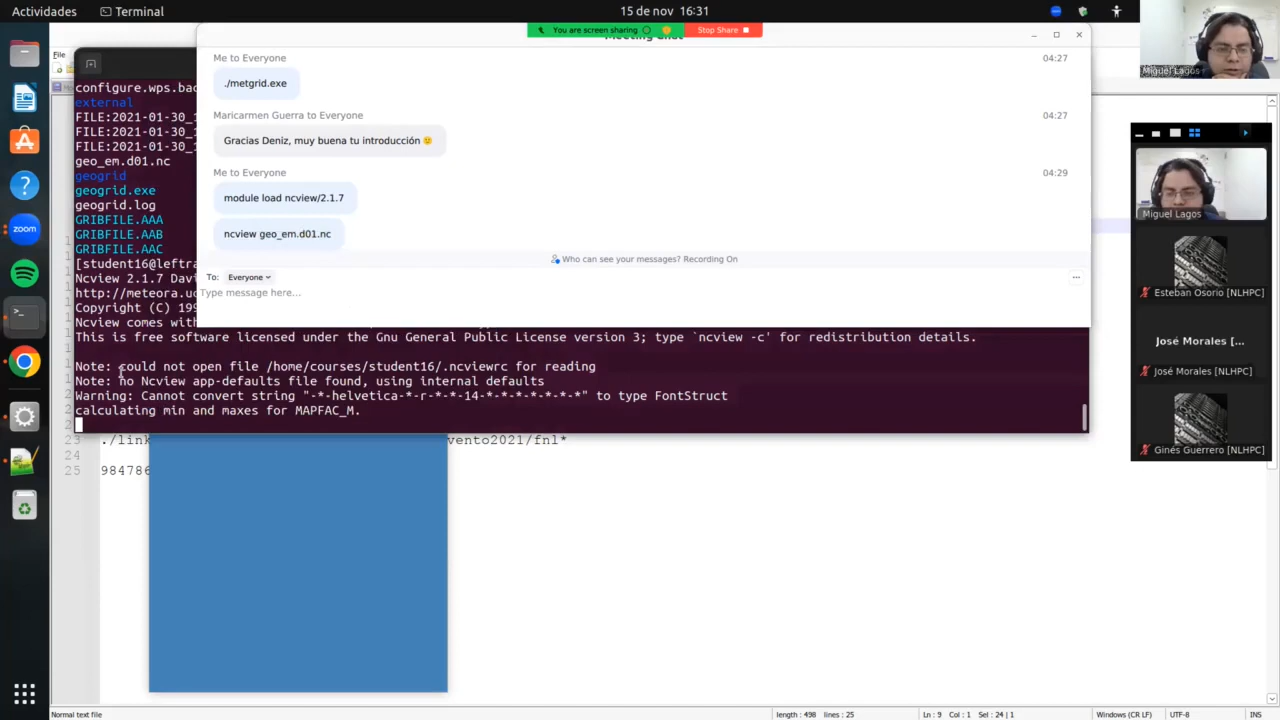 Actividades
Terminal
15 de nov 16:31
You are screen sharing
Stop Share
Me to Everyone
04:27
./metgrid.exe
Maricarmen Guerra to Everyone
04:27
Gracias Deniz, muy buena tu introducción 🙂
Me to Everyone
04:29
module load ncview/2.1.7
ncview geo_em.d01.nc
Who can see your messages? Recording On
To: Everyone
Type message here...
File
configure.wps.bac
external
FILE:2021-01-30_1
FILE:2021-01-30_1
FILE:2021-01-30_1
geo_em.d01.nc
geogrid
geogrid.exe
geogrid.log
GRIBFILE.AAA
GRIBFILE.AAB
GRIBFILE.AAC
[student16@leftra
Ncview 2.1.7 Davi
http://meteora.uc
Copyright (C) 199
Ncview comes with
This is free software licensed under the Gnu General Public License version 3; type `ncview -c' for redistribution details.
Note: could not open file /home/courses/student16/.ncviewrc for reading
Note: no Ncview app-defaults file found, using internal defaults
Warning: Cannot convert string "-*-helvetica-*-r-*-*-14-*-*-*-*-*-*-*" to type FontStruct
calculating min and maxes for MAPFAC_M.
23 ./link vento2021/fnl*
24
25 984786
Miguel Lagos
Miguel Lagos
Esteban Osorio [NLHPC]
José Morales [...
José Morales [NLHPC]
Ginés Guerrero [NLHPC]
zoom
Normal text file
length : 498 lines : 25
Ln : 9 Col : 1 Sel : 24 | 1
Windows (CR LF)
UTF-8
INS